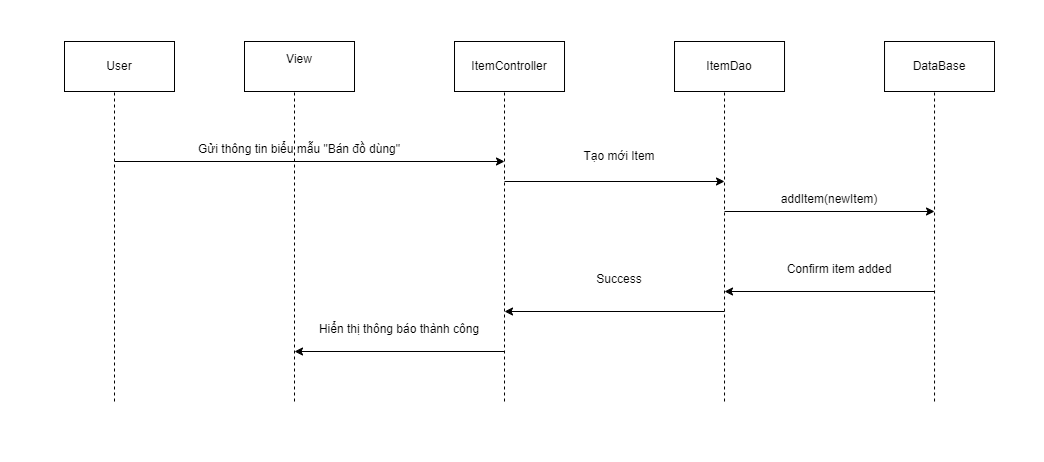 User
View
ItemController
ItemDao
DataBase
Gửi thông tin biểu mẫu "Bán đồ dùng"
Tạo mới Item
addItem(newItem)
Confirm item added
Success
Hiển thị thông báo thành công